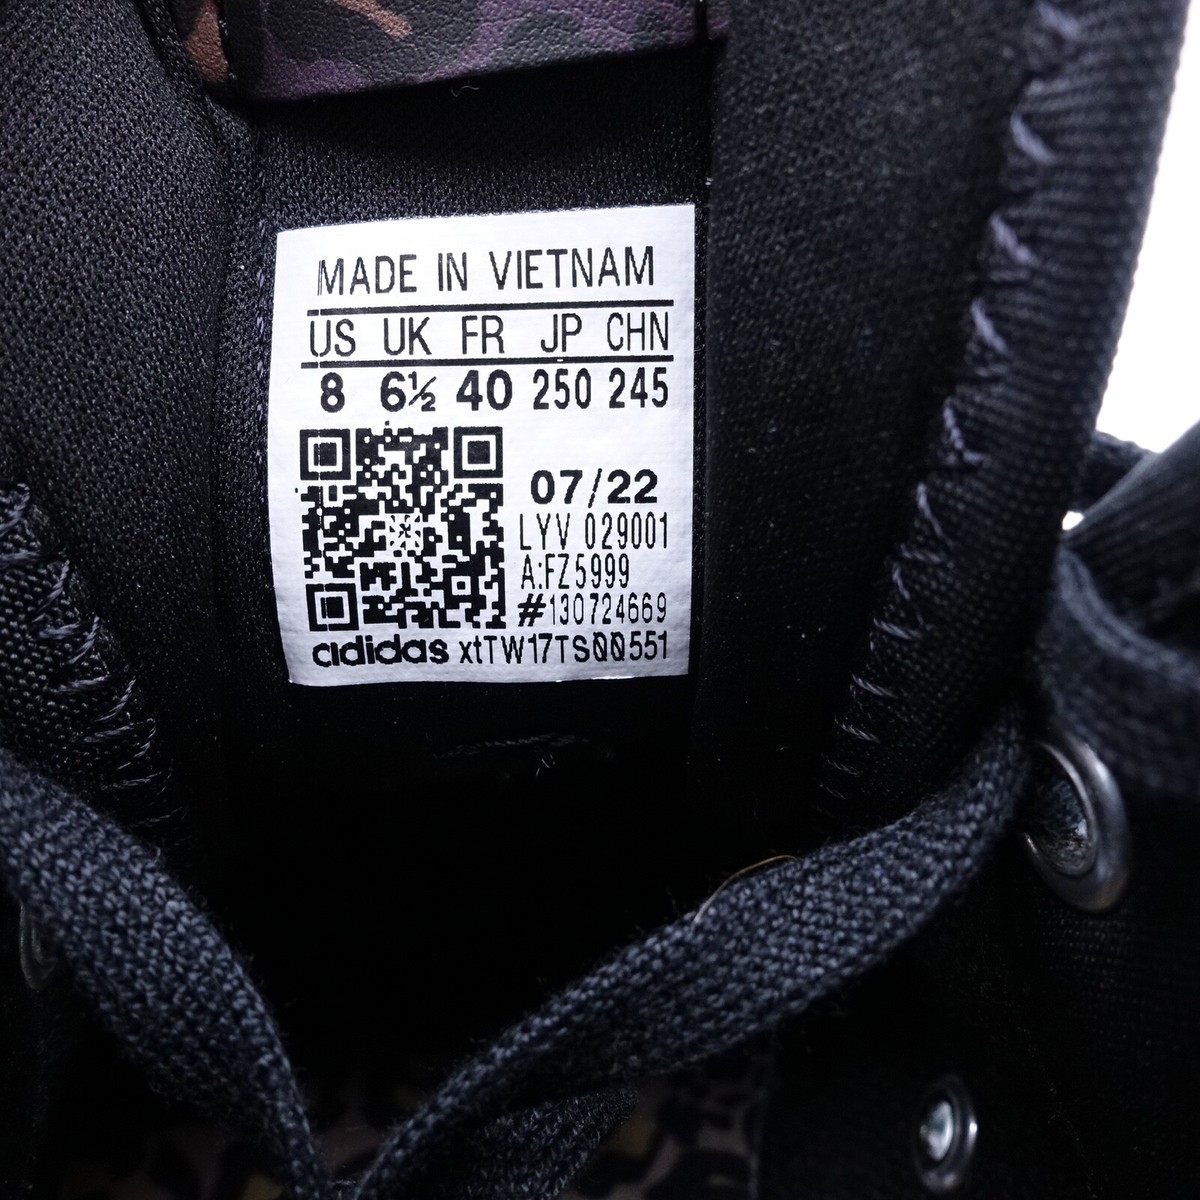 MADE IN VIETNAM
US UK FR JP CHN
8 6½ 40 250 245
07/22
LYV 029001
A:FZ5999
#130724669
adidas xtTW17TS00551